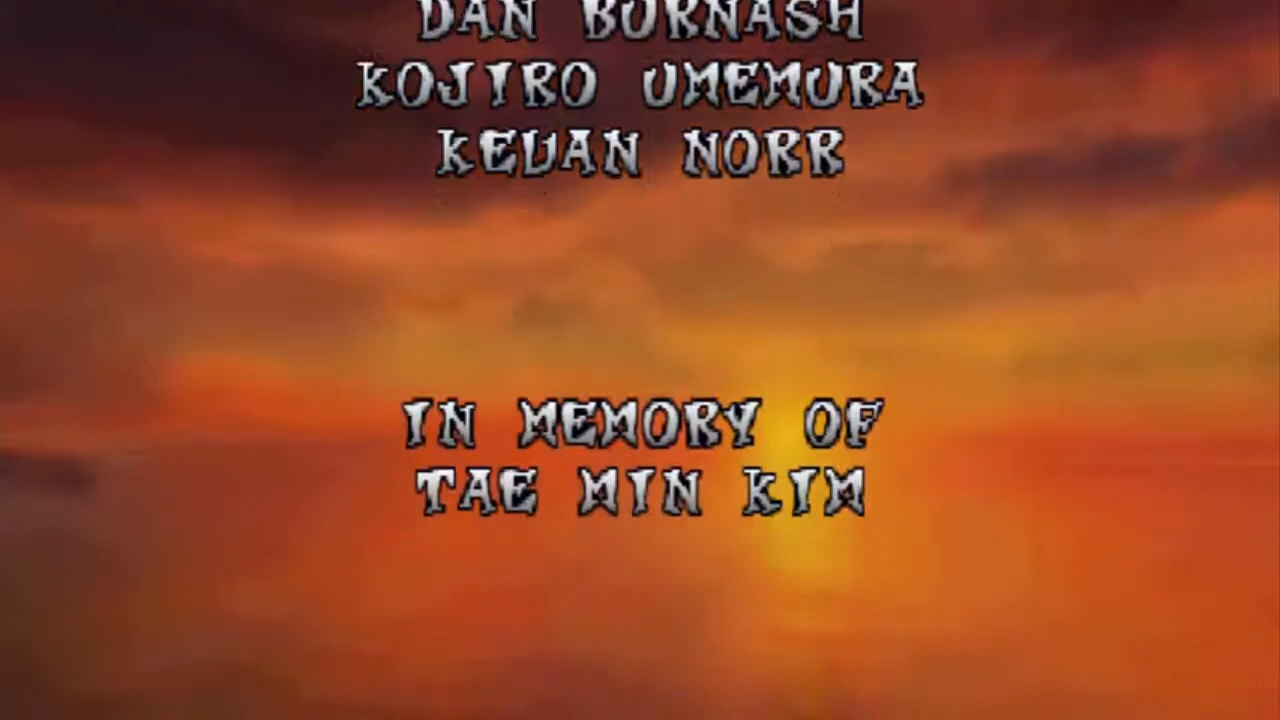 DAN BURNASH
KOJIRO UMEMURA
KEVAN NORR
IN MEMORY OF
TAE MIN KIM